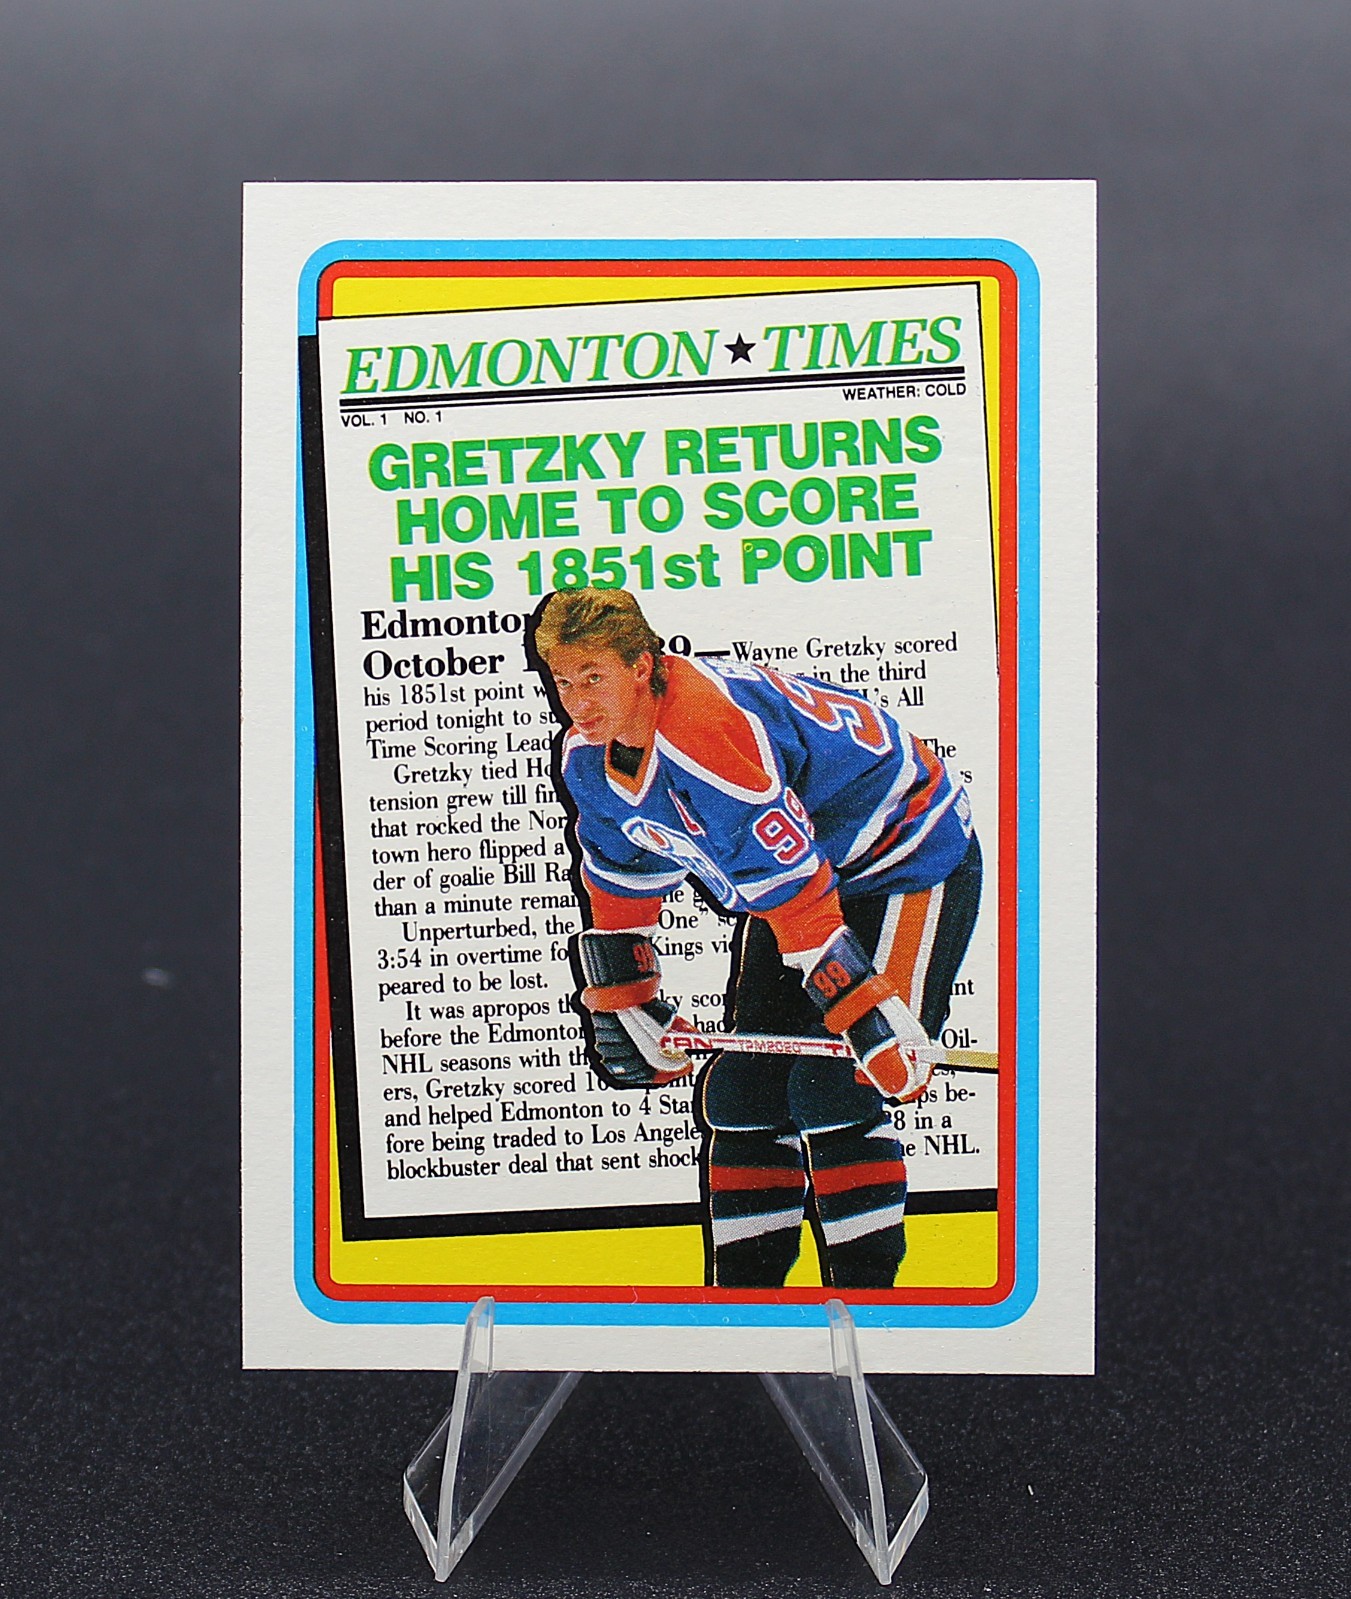 EDMONTON ★ TIMES
VOL. 1 NO. 1 WEATHER: COLD
GRETZKY RETURNS
HOME TO SCORE
HIS 1851st POINT
Edmonton
October 89—Wayne Gretzky scored
his 1851st point in the third
period tonight to All
Time Scoring
Gretzky tied The
tension grew till
that rocked the
town hero flipped a
der of goalie Bill
than a minute
Unperturbed, the One"
3:54 in overtime Kings
peared to be lost.
It was apropos
before the Edmonton had
NHL seasons with Oil-
ers, Gretzky scored
and helped Edmonton to 4 be-
fore being traded to Los in a
blockbuster deal that sent NHL.
99
99
99
TPM2020